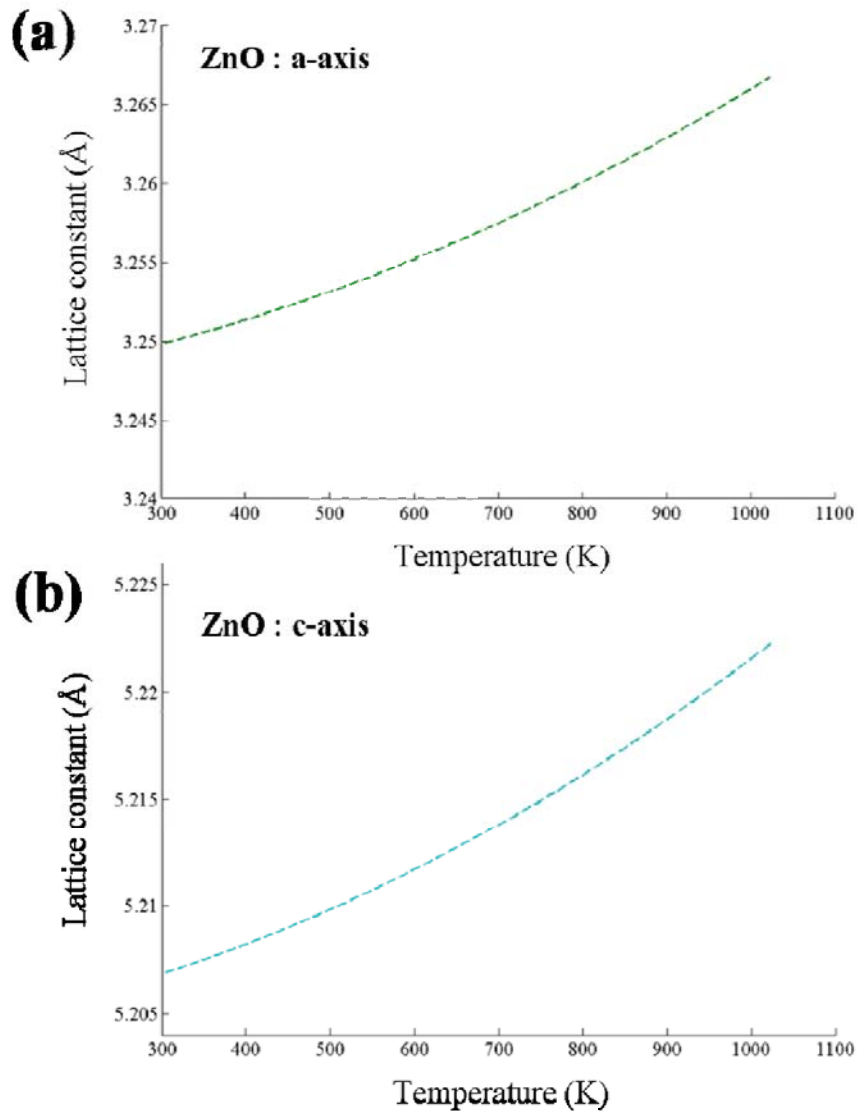 (a)
ZnO : a-axis
Lattice constant (Å)
3.27
3.265
3.26
3.255
3.25
3.245
3.24
300 400 500 600 700 800 900 1000 1100
Temperature (K)
(b)
ZnO : c-axis
Lattice constant (Å)
5.225
5.22
5.215
5.21
5.205
300 400 500 600 700 800 900 1000 1100
Temperature (K)